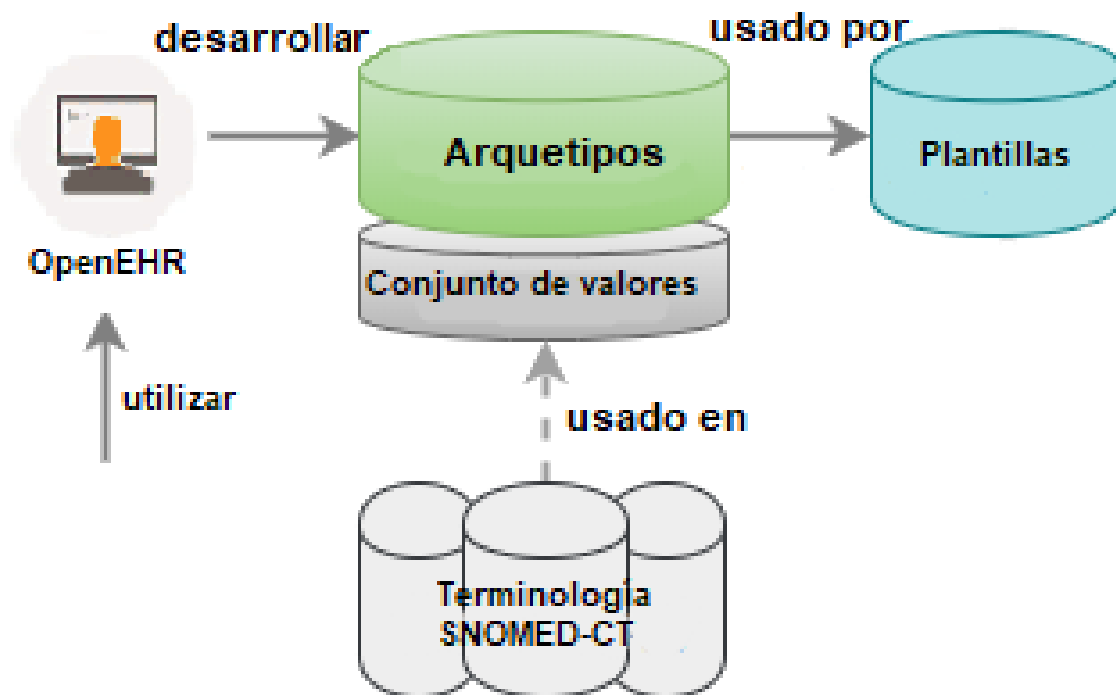 desarrollar
usado por
Arquetipos
Plantillas
OpenEHR
Conjunto de valores
utilizar
usado en
Terminología
SNOMED-CT